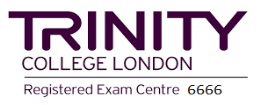 TRINITY
COLLEGE LONDON
Registered Exam Centre 6666